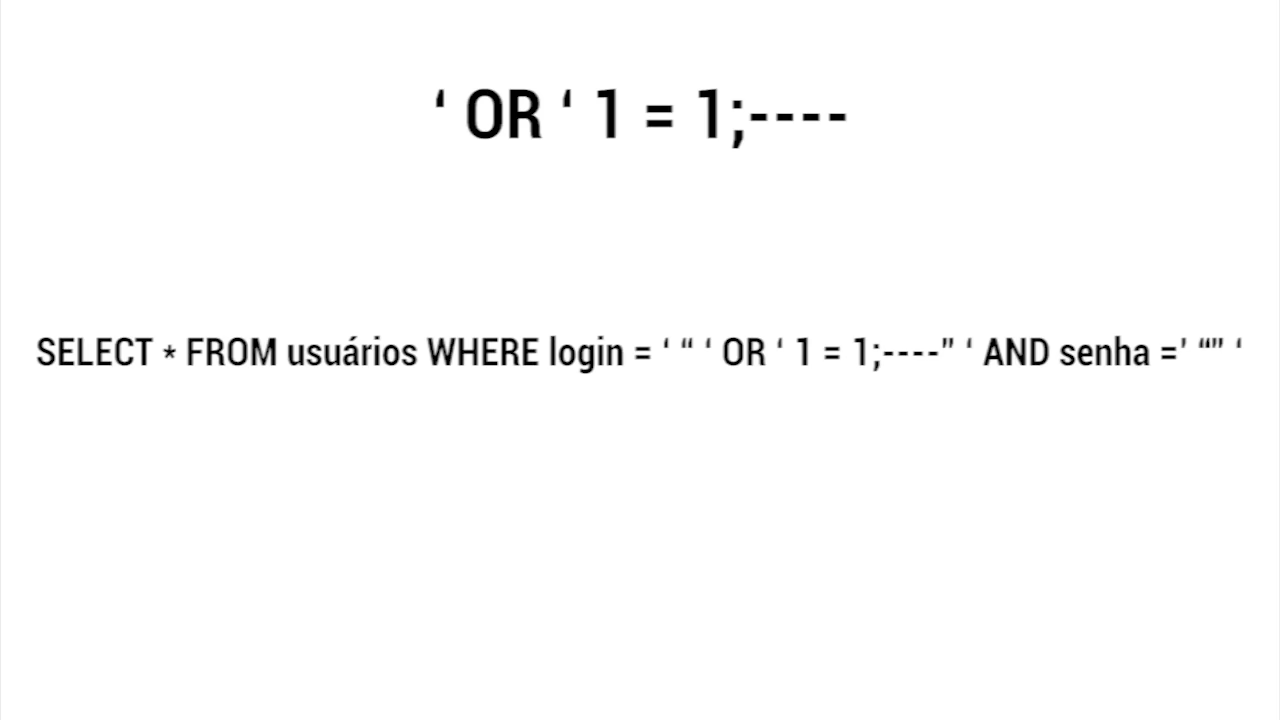 ‘ OR ‘ 1 = 1;----
SELECT * FROM usuários WHERE login = ‘ “ ‘ OR ‘ 1 = 1;----” ‘ AND senha =’ “” ‘